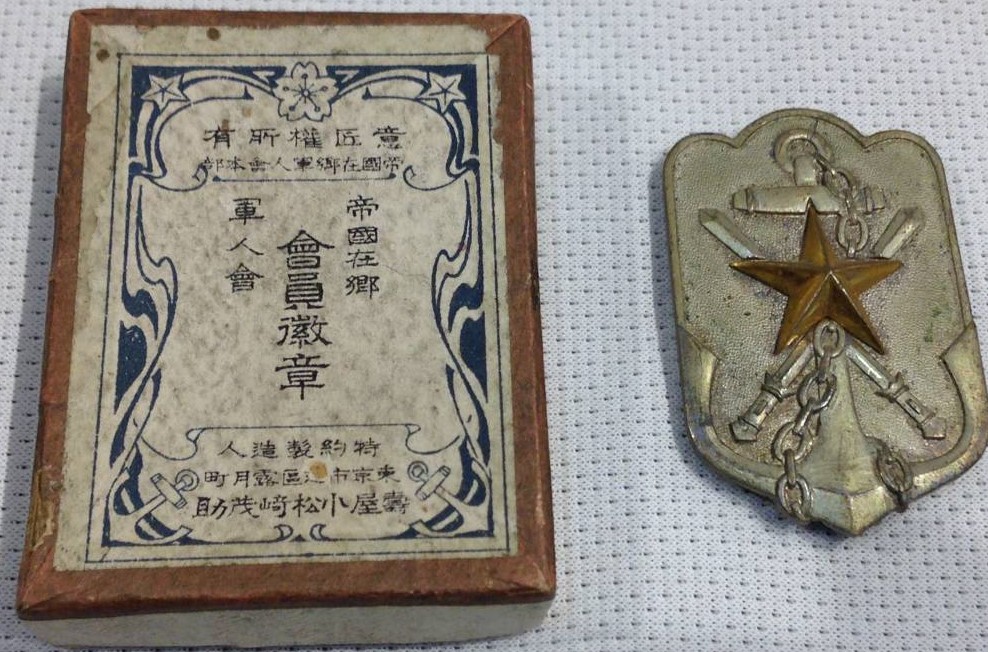 意匠權所有
帝國在鄉軍人會本部
帝國在鄉
軍人會
會員徽章
特約製造人
東京市芝區露月町
壽屋小松崎茂助